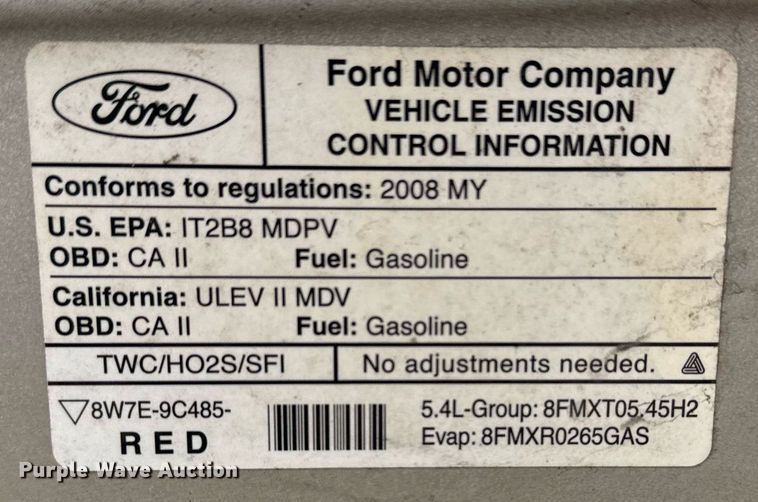 Ford
Ford Motor Company
VEHICLE EMISSION
CONTROL INFORMATION
Conforms to regulations: 2008 MY
U.S. EPA: IT2B8 MDPV
OBD: CA II Fuel: Gasoline
California: ULEV II MDV
OBD: CA II Fuel: Gasoline
TWC/HO2S/SFI No adjustments needed.
8W7E-9C485- 5.4L-Group: 8FMXT05.45H2
RED Evap: 8FMXR0265GAS
Purple Wave Auction